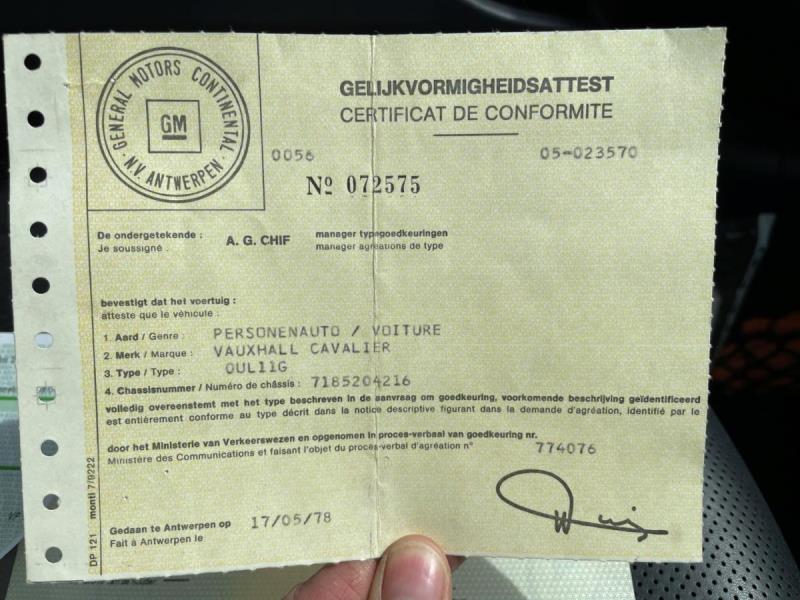 GENERAL MOTORS CONTINENTAL
N.V. ANTWERPEN
GM
GELIJKVORMIGHEIDSATTEST
CERTIFICAT DE CONFORMITE
0056
05-023570
Nº 072575
De ondergetekende :
Je soussigné :
A. G. CHIF
manager typegoedkeuringen
manager agréations de type
bevestigt dat het voertuig :
atteste que le véhicule :
1. Aard / Genre : PERSONENAUTO / VOITURE
2. Merk / Marque : VAUXHALL CAVALIER
3. Type / Type : OUL11G
4. Chassisnummer / Numéro de châssis : 7185204216
volledig overeenstemt met het type beschreven in de aanvraag om goedkeuring, voorkomende beschrijving geïdentificeerd
est entièrement conforme au type décrit dans la notice descriptive figurant dans la demande d'agréation, identifié par le
door het Ministerie van Verkeerswezen en opgenomen in proces-verbaal van goedkeuring nr.
Ministère des Communications et faisant l'objet du procès-verbal d'agréation n° 774076
Gedaan te Antwerpen op
Fait à Antwerpen le
17/05/78
DP 121 monti 7/9222